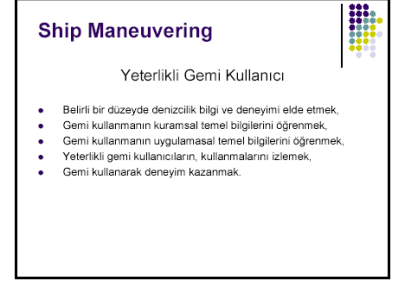 Ship Maneuvering
Yeterlikli Gemi Kullanıcı
Belirli bir düzeyde denizcilik bilgi ve deneyimi elde etmek,
Gemi kullanmanın kuramsal temel bilgilerini öğrenmek,
Gemi kullanmanın uygulamasal temel bilgilerini öğrenmek,
Yeterlikli gemi kullanıcıların, kullanmalarını izlemek,
Gemi kullanarak deneyim kazanmak.